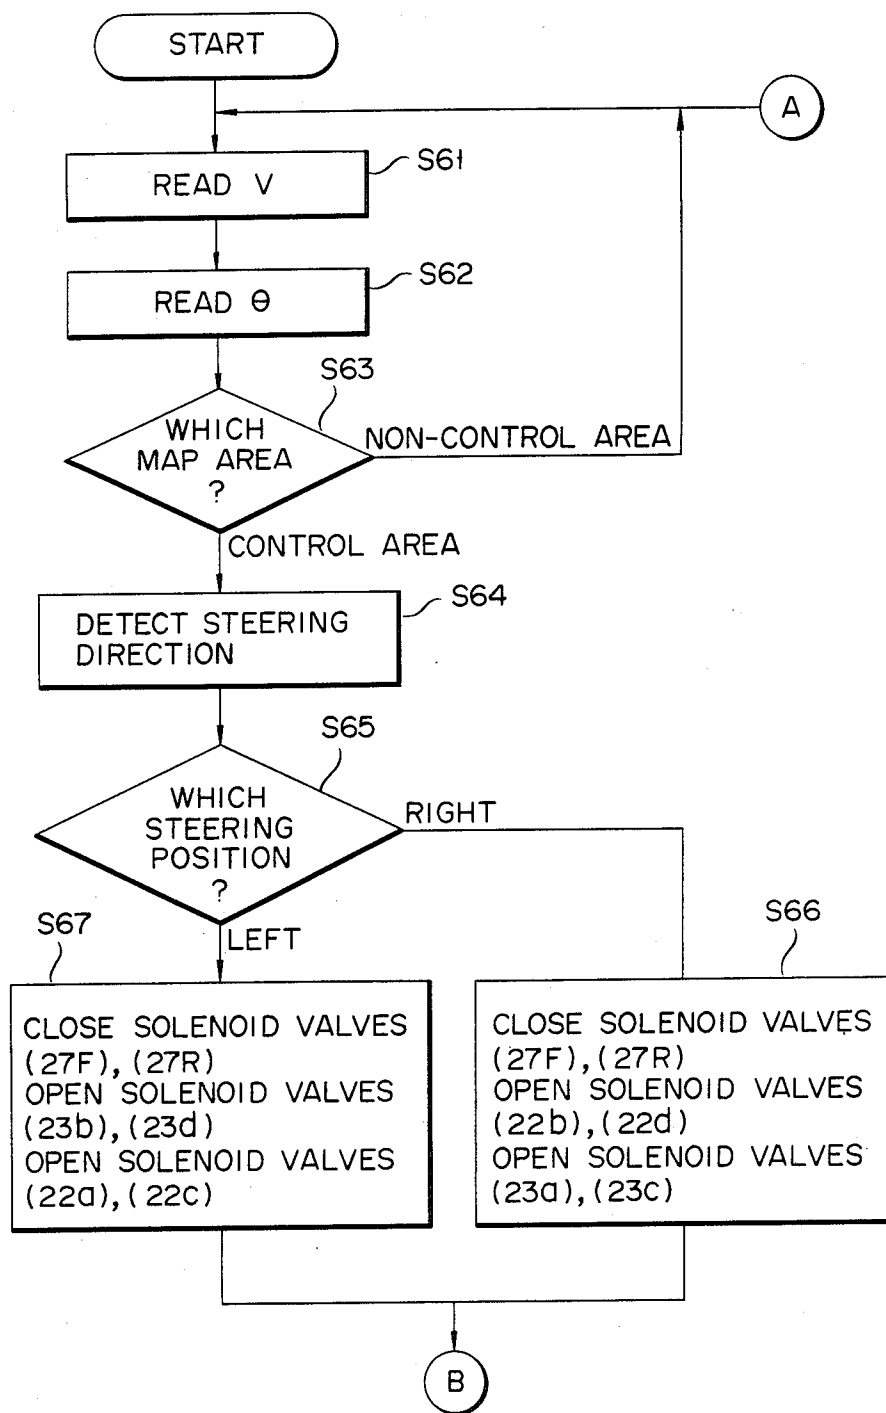 START
A
READ V
S61
READ θ
S62
S63
WHICH
MAP AREA
?
NON-CONTROL AREA
CONTROL AREA
S64
DETECT STEERING
DIRECTION
S65
WHICH
STEERING
POSITION
?
RIGHT
LEFT
S67
CLOSE SOLENOID VALVES
(27F), (27R)
OPEN SOLENOID VALVES
(23b), (23d)
OPEN SOLENOID VALVES
(22a), (22c)
S66
CLOSE SOLENOID VALVES
(27F), (27R)
OPEN SOLENOID VALVES
(22b), (22d)
OPEN SOLENOID VALVES
(23a), (23c)
B